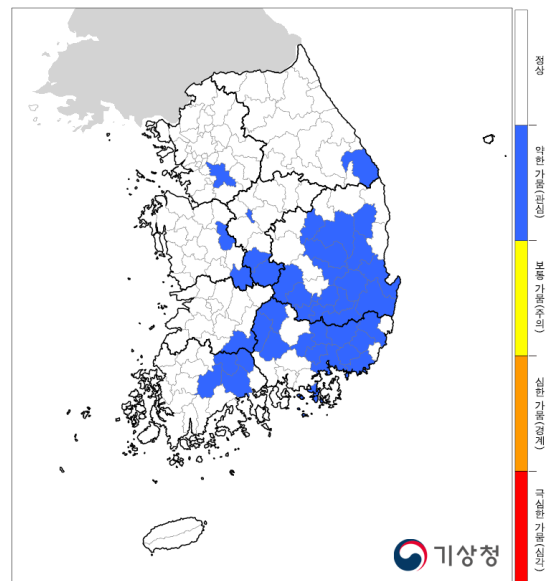 정상
약한 가뭄(관심)
보통 가뭄(주의)
심한 가뭄(경계)
극심한 가뭄(심각)
기상청